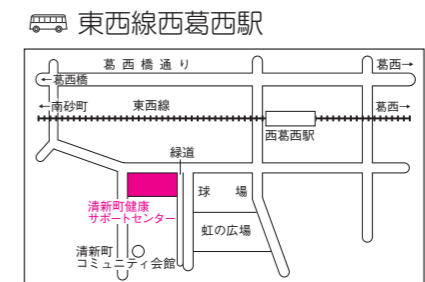 東西線西葛西駅
葛西橋通り
←葛西橋
葛西→
←南砂町
東西線
葛西→
西葛西駅
緑道
球場
清新町健康
サポートセンター
虹の広場
清新町
コミュニティ会館